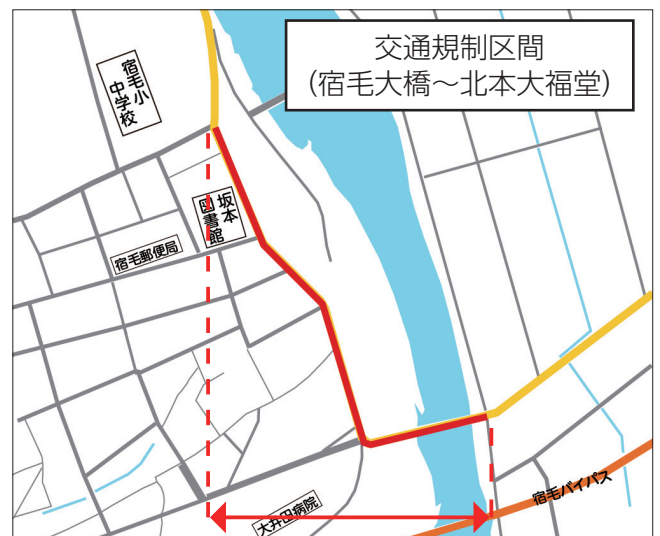 交通規制区間
(宿毛大橋~北本大福堂)
宿毛小
中学校
坂本
図書館
宿毛郵便局
大井田病院
宿毛バイパス